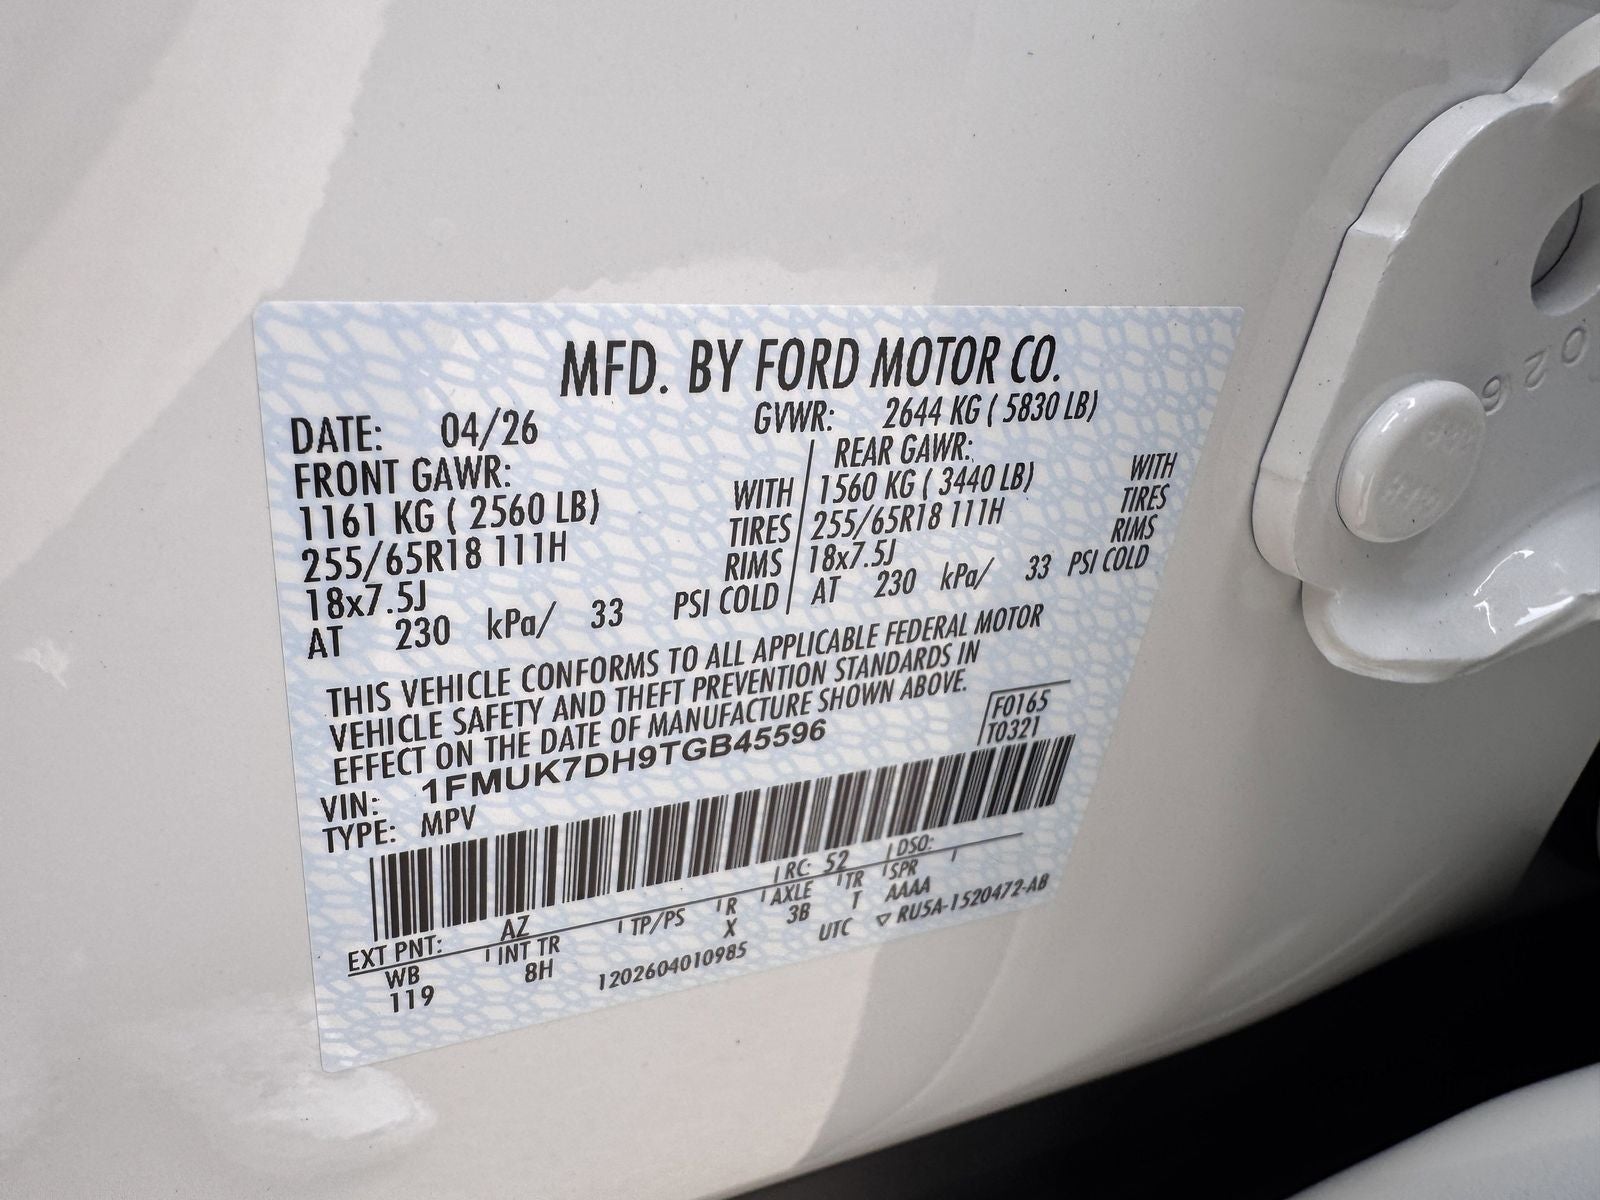 MFD. BY FORD MOTOR CO.
DATE: 04/26 GVWR: 2644 KG ( 5830 LB)
FRONT GAWR: REAR GAWR:
1161 KG ( 2560 LB) WITH 1560 KG ( 3440 LB) WITH
255/65R18 111H TIRES 255/65R18 111H TIRES
18x7.5J RIMS 18x7.5J RIMS
AT 230 kPa/ 33 PSI COLD AT 230 kPa/ 33 PSI COLD
THIS VEHICLE CONFORMS TO ALL APPLICABLE FEDERAL MOTOR
VEHICLE SAFETY AND THEFT PREVENTION STANDARDS IN
EFFECT ON THE DATE OF MANUFACTURE SHOWN ABOVE.
F0165
VIN: 1FMUK7DH9TGB45596 T0321
TYPE: MPV
EXT PNT: AZ RC: 52 DSO:
WB INT TR TP/PS R AXLE TR SPR
119 8H X 3B T AAAA
1202604010985 UTC RU5A-1520472-AB
0216